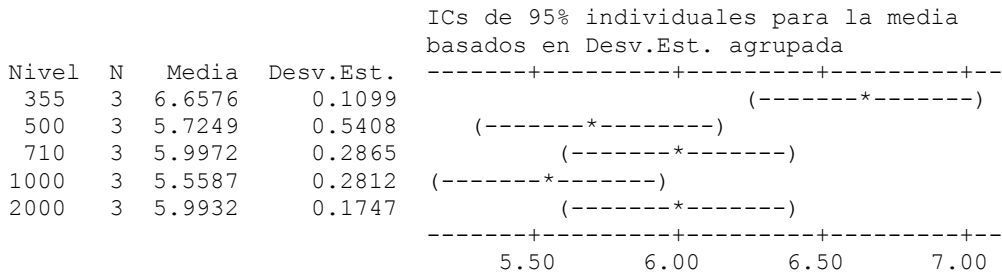 ICs de 95% individuales para la media
                             basados en Desv.Est. agrupada
Nivel  N   Media  Desv.Est.  -------+---------+---------+---------+--
 355   3  6.6576     0.1099                        (-------*-------)
 500   3  5.7249     0.5408     (-------*--------)
 710   3  5.9972     0.2865           (-------*-------)
1000   3  5.5587     0.2812  (-------*-------)
2000   3  5.9932     0.1747           (-------*-------)
                             -------+---------+---------+---------+--
                                  5.50      6.00      6.50      7.00